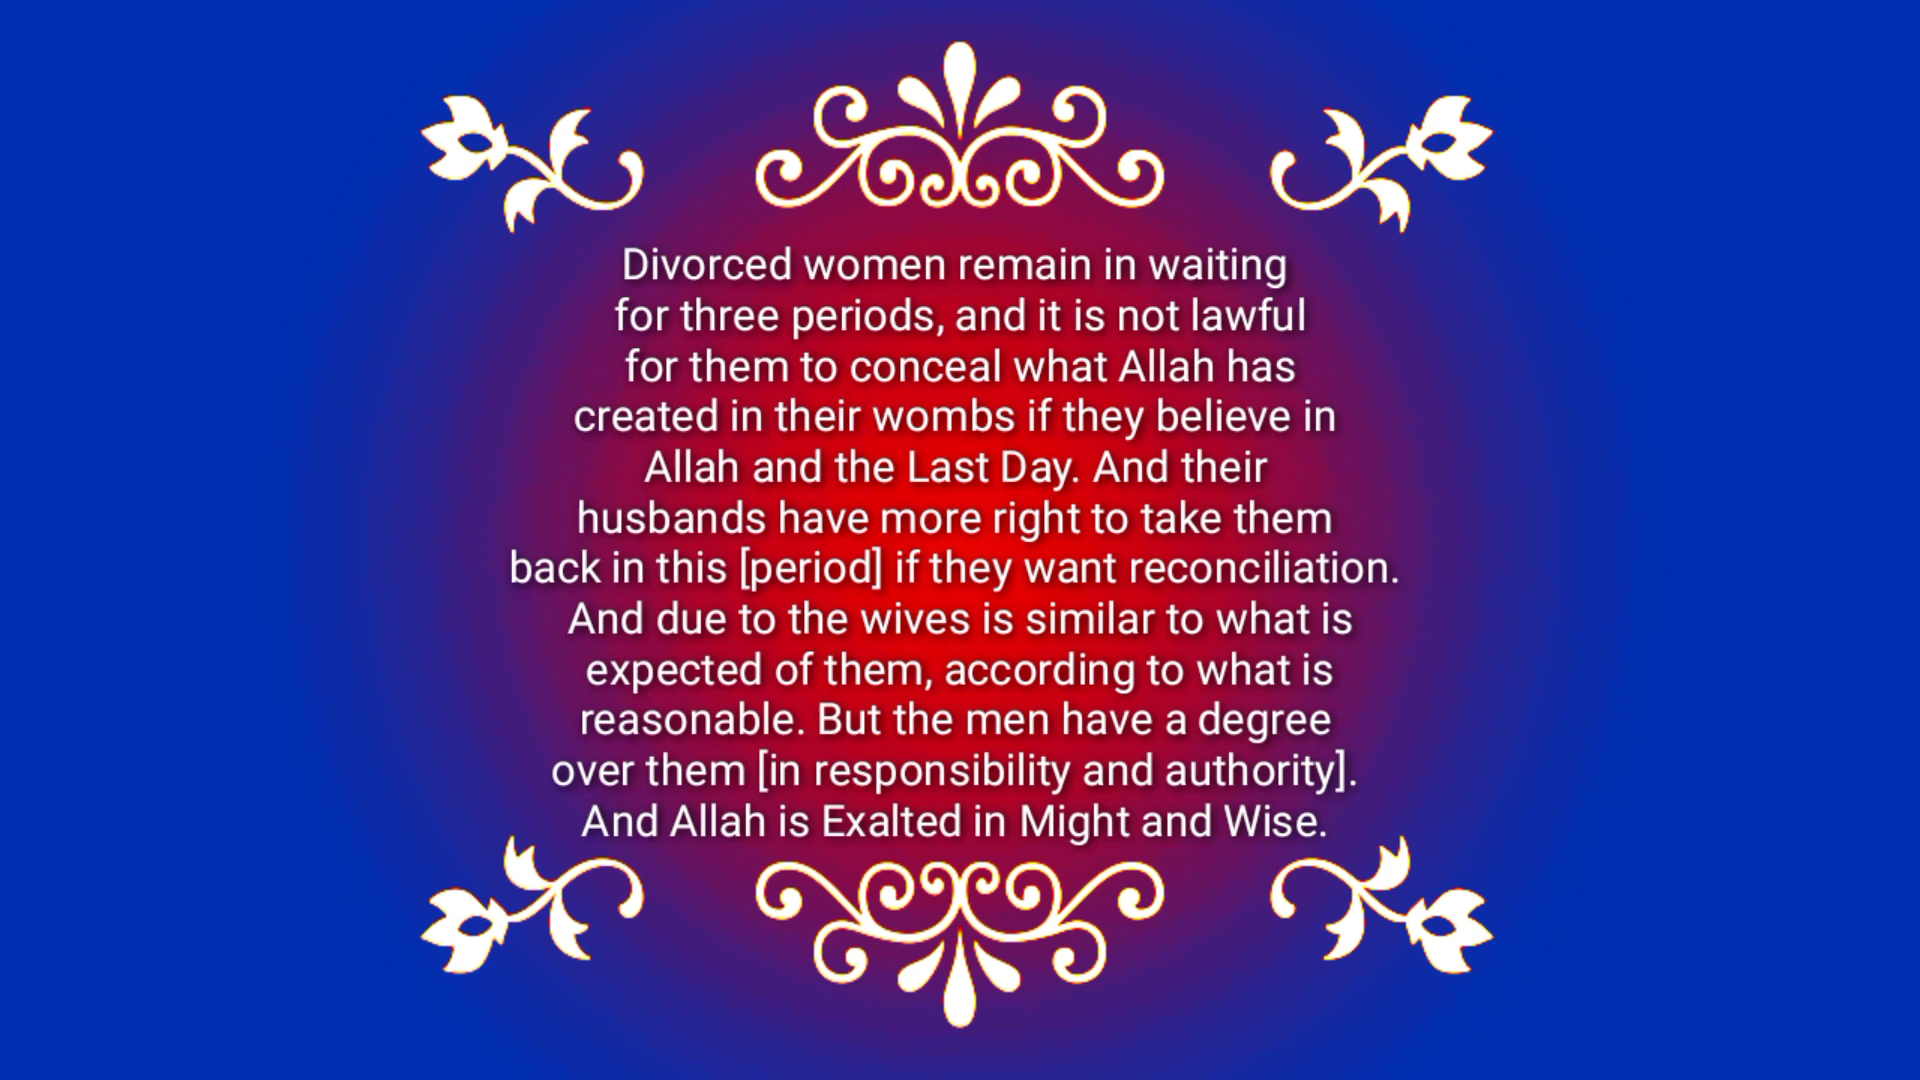 Divorced women remain in waiting
for three periods, and it is not lawful
for them to conceal what Allah has
created in their wombs if they believe in
Allah and the Last Day. And their
husbands have more right to take them
back in this [period] if they want reconciliation.
And due to the wives is similar to what is
expected of them, according to what is
reasonable. But the men have a degree
over them [in responsibility and authority].
And Allah is Exalted in Might and Wise.